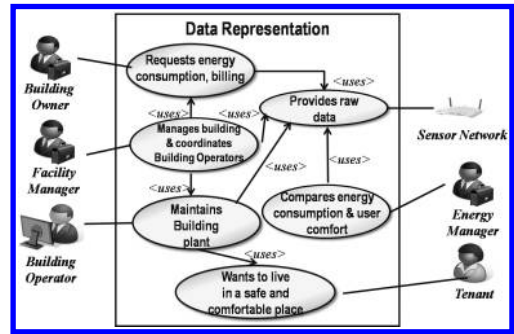 Data Representation
Requests energy
consumption, billing
Building
Owner
<uses>
<uses>
<uses>
Provides raw
data
Sensor Network
Manages building
& coordinates
Building Operators
Facility
Manager
<uses>
<uses>
Maintains
Building
plant
Compares energy
consumption & user
comfort
Energy
Manager
Building
Operator
<uses>
Wants to live
in a safe and
comfortable place
Tenant